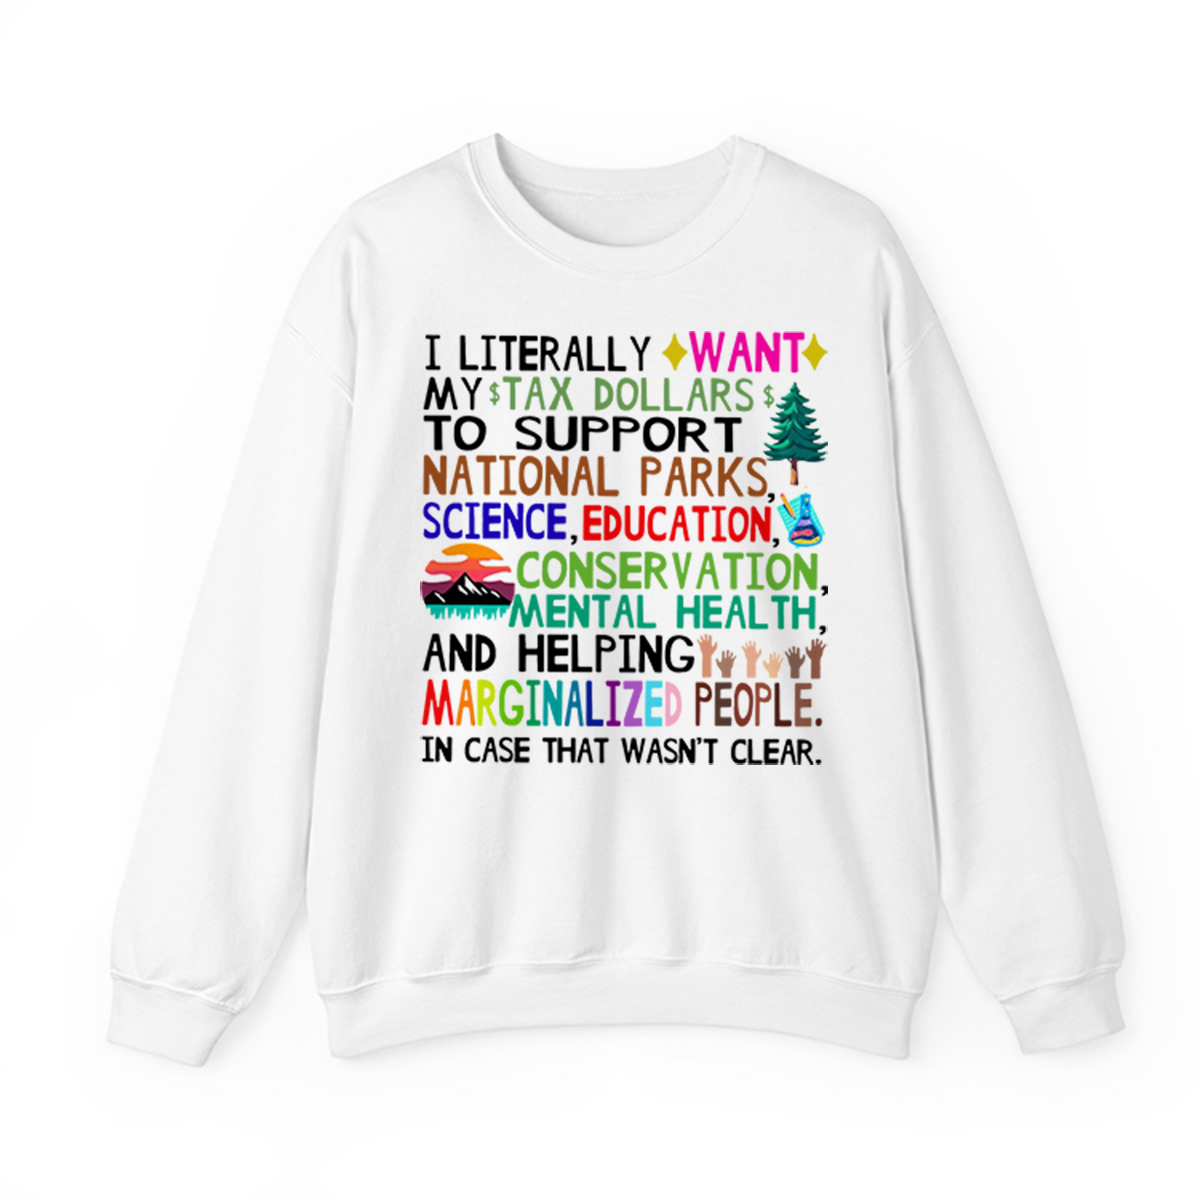 I LITERALLY WANT
MY $TAX DOLLARS $
TO SUPPORT
NATIONAL PARKS,
SCIENCE, EDUCATION,
CONSERVATION,
MENTAL HEALTH,
AND HELPING
MARGINALIZED PEOPLE.
IN CASE THAT WASN'T CLEAR.